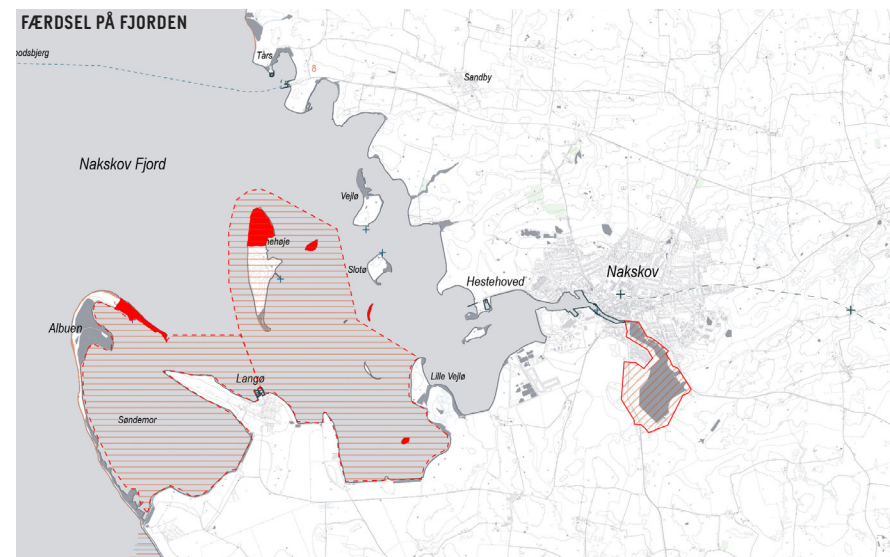 FÆRDSEL PÅ FJORDEN
Tårs
Sandby
Nakskov Fjord
Vejlø
Slotø
Hestehoved
Nakskov
Albuen
Langø
Lille Vejlø
Søndemor